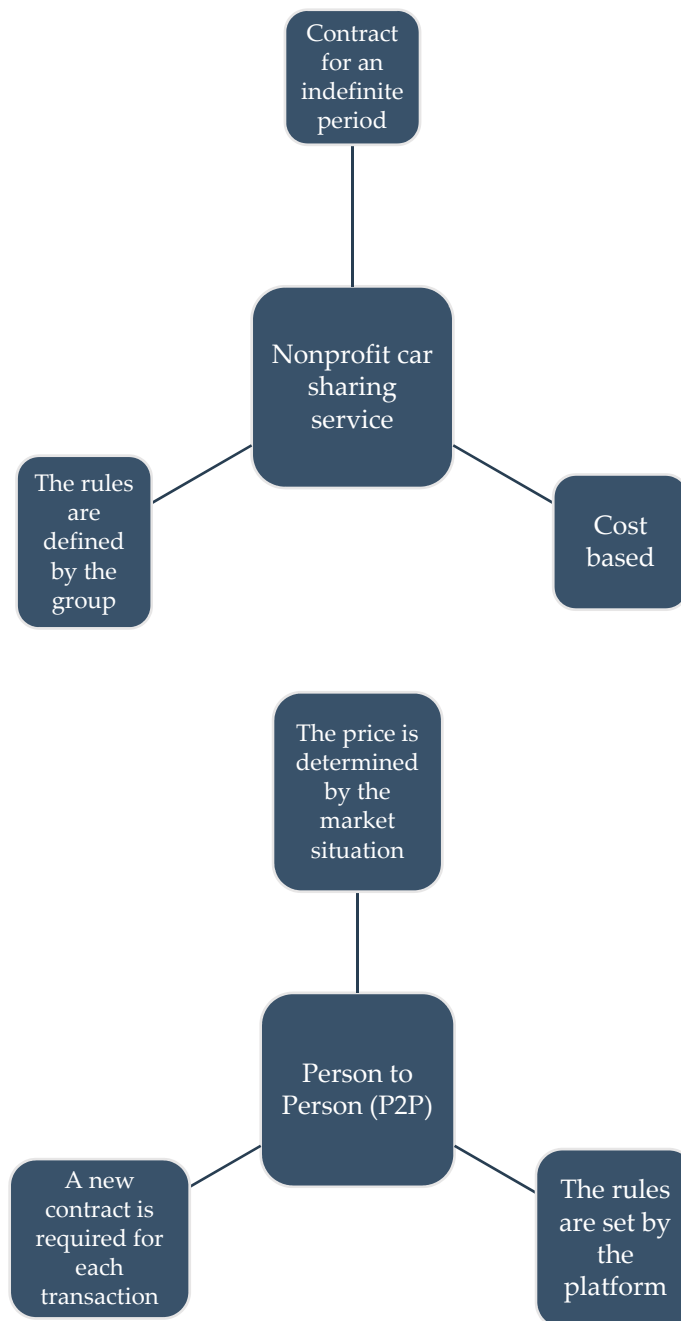 Contract
for an
indefinite
period
Nonprofit car
sharing
service
The rules
are
defined
by the
group
Cost
based
The price is
determined
by the
market
situation
Person to
Person (P2P)
A new
contract is
required for
each
transaction
The rules
are set by
the
platform